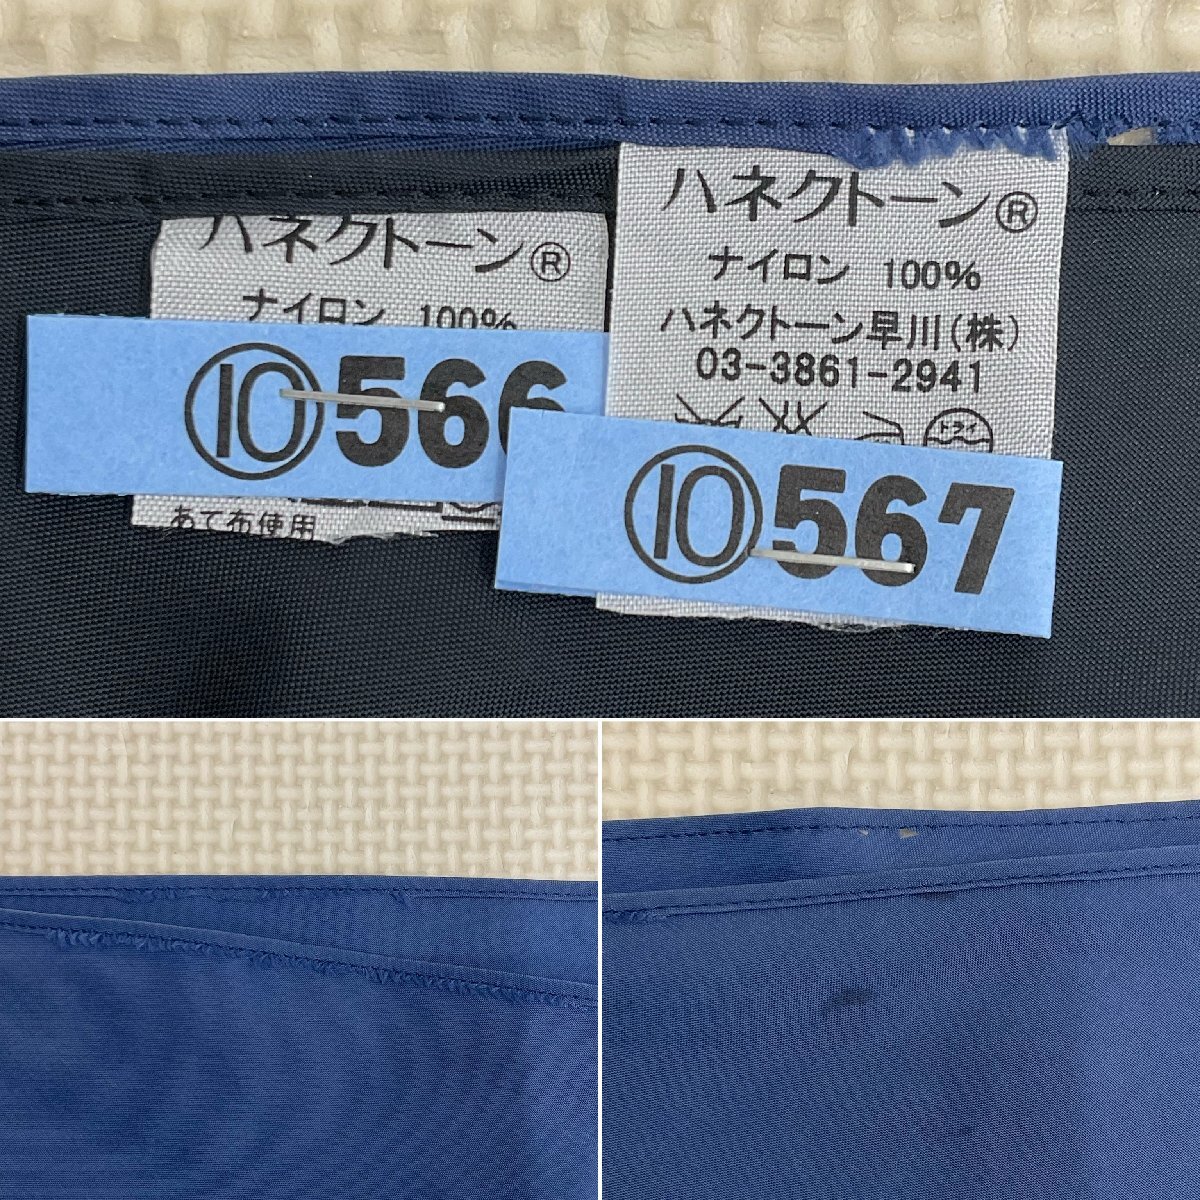 ハネクトーン®
ナイロン 100%
⑩566
あて布使用
ハネクトーン®
ナイロン 100%
ハネクトーン早川(株)
03-3861-2941
ドライ
⑩567